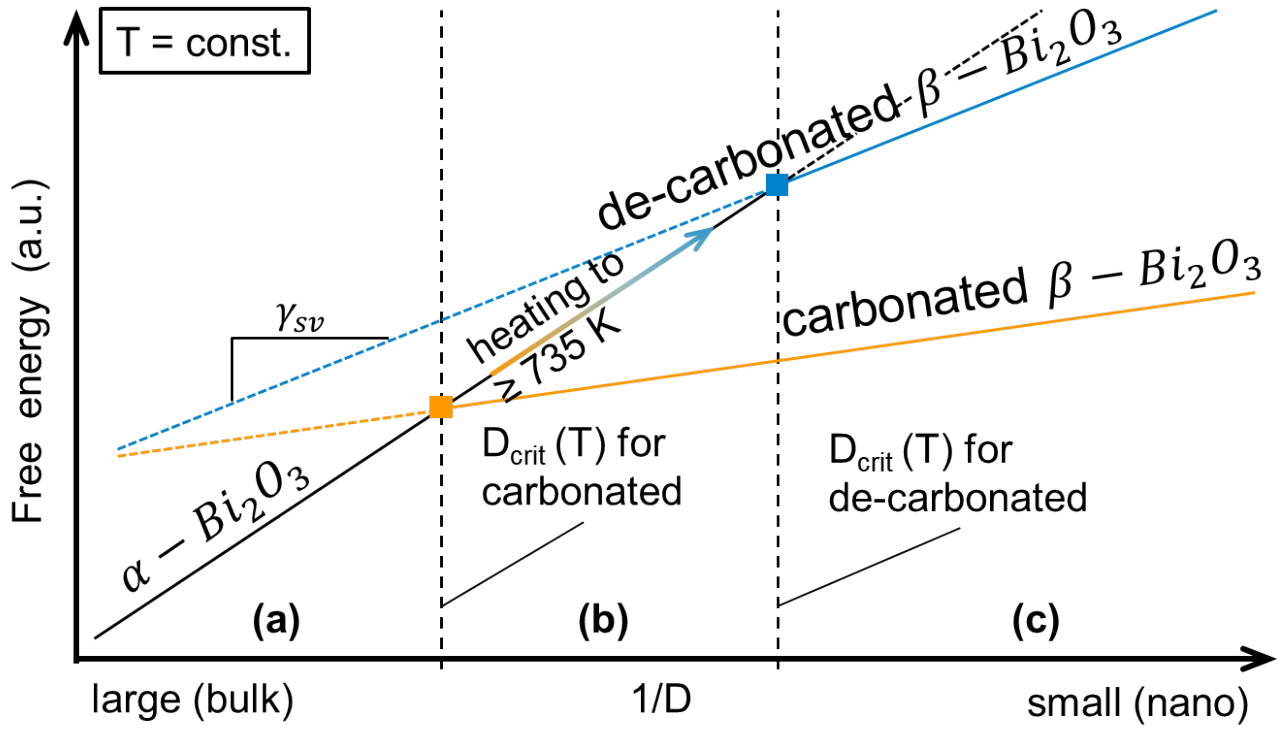 T = const.
de-carbonated β − Bi₂O₃
carbonated β − Bi₂O₃
γₛᵥ
heating to
≥ 735 K
α − Bi₂O₃
D_crit (T) for
carbonated
D_crit (T) for
de-carbonated
(a)
(b)
(c)
Free energy (a.u.)
large (bulk)
1/D
small (nano)